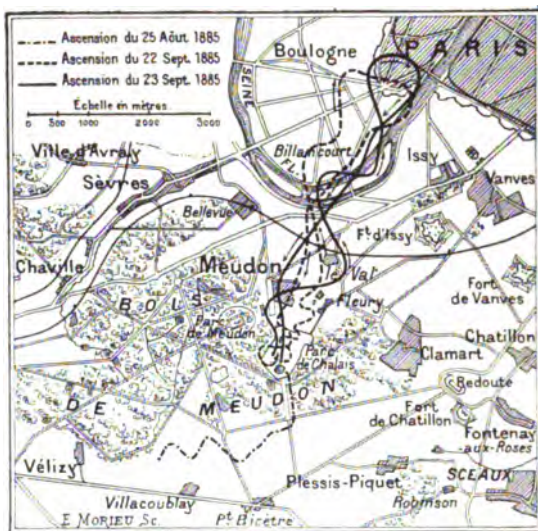 Ascension du 25 Aôut 1885
Ascension du 22 Sept. 1885
Ascension du 23 Sept. 1885
Échelle en mètres.
0 500 1000 2000 3000
PARIS
Boulogne
SEINE
Billancourt
FL.
Ville d'Avray
Sèvres
Issy
Vanves
Bellevue
Ft d'Issy
Chaville
Meudon
le Val
Fleury
Fort
de Vanves
BOIS
Parc
de Meudon
Parc
de Chalais
Chatillon
Clamart
Redoute
DE
MEUDON
Fort
de Chatillon
Fontenay
-aux-Roses
Vélizy
Plessis-Piquet
SCEAUX
Villacoublay
Robinson
E. MORIEU Sc.
Pt Bicêtre